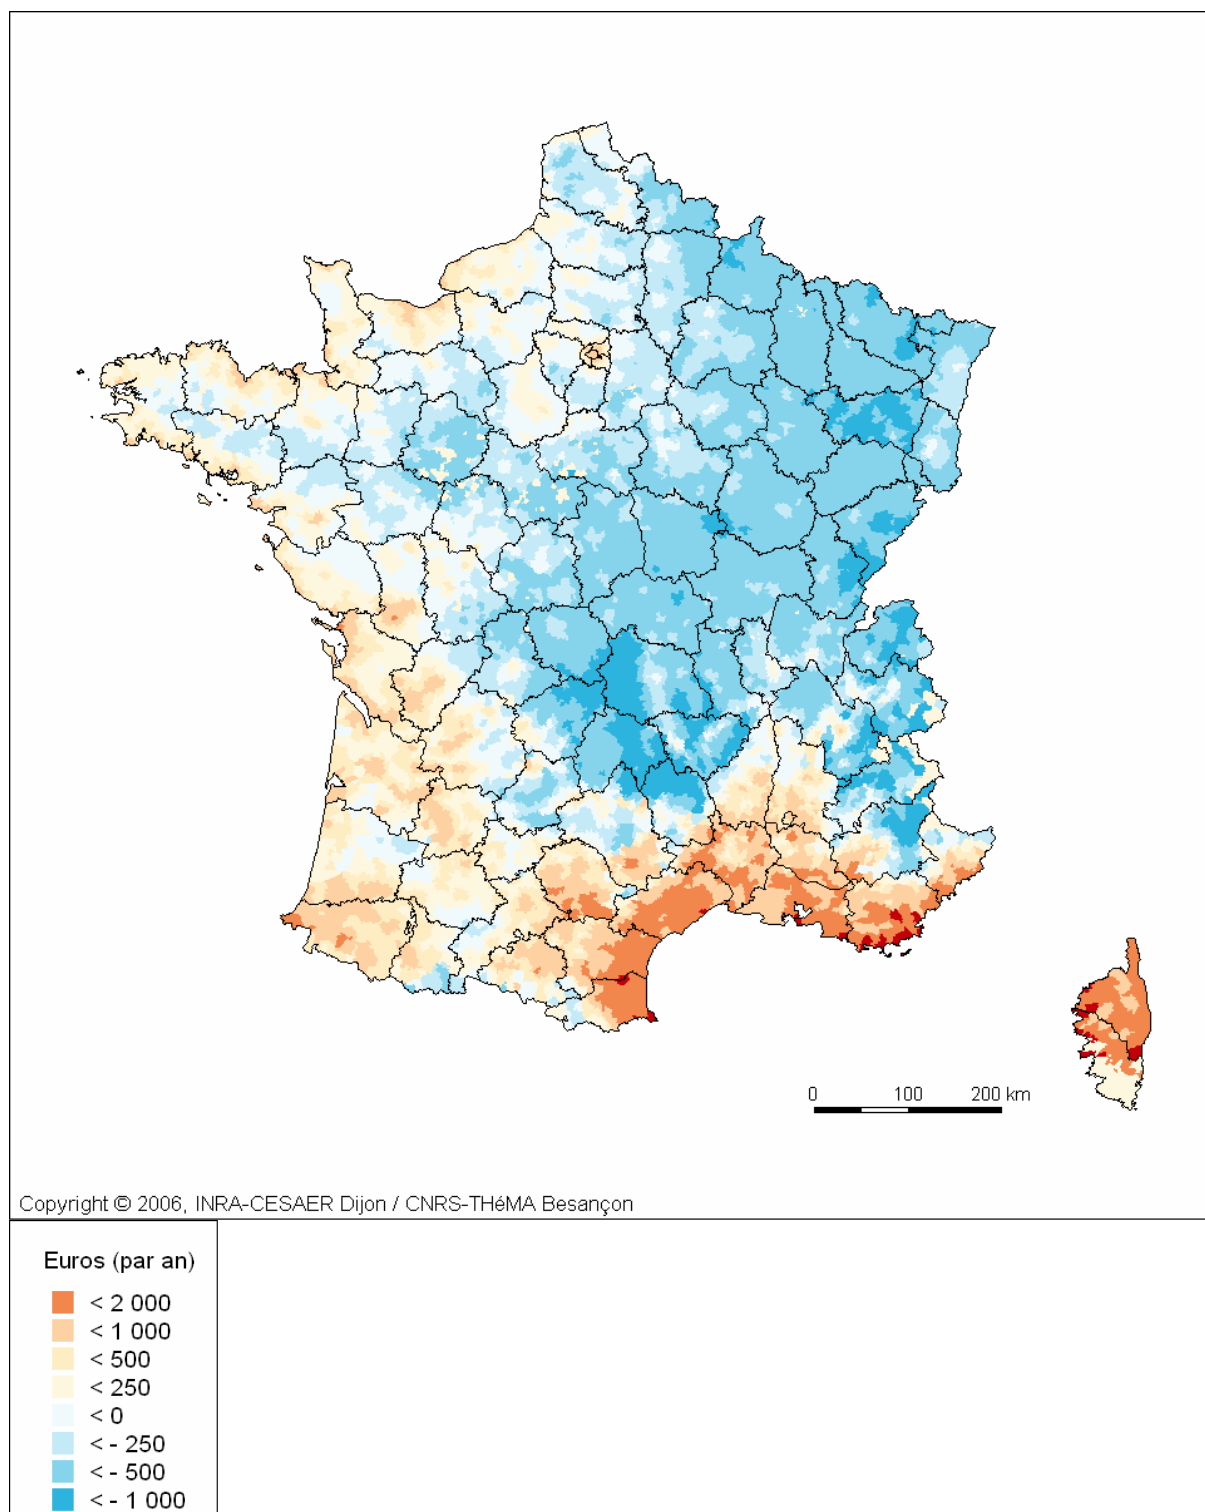 0 100 200 km
Copyright © 2006, INRA-CESAER Dijon / CNRS-THéMA Besançon
Euros (par an)
< 2 000
< 1 000
< 500
< 250
< 0
< - 250
< - 500
< - 1 000